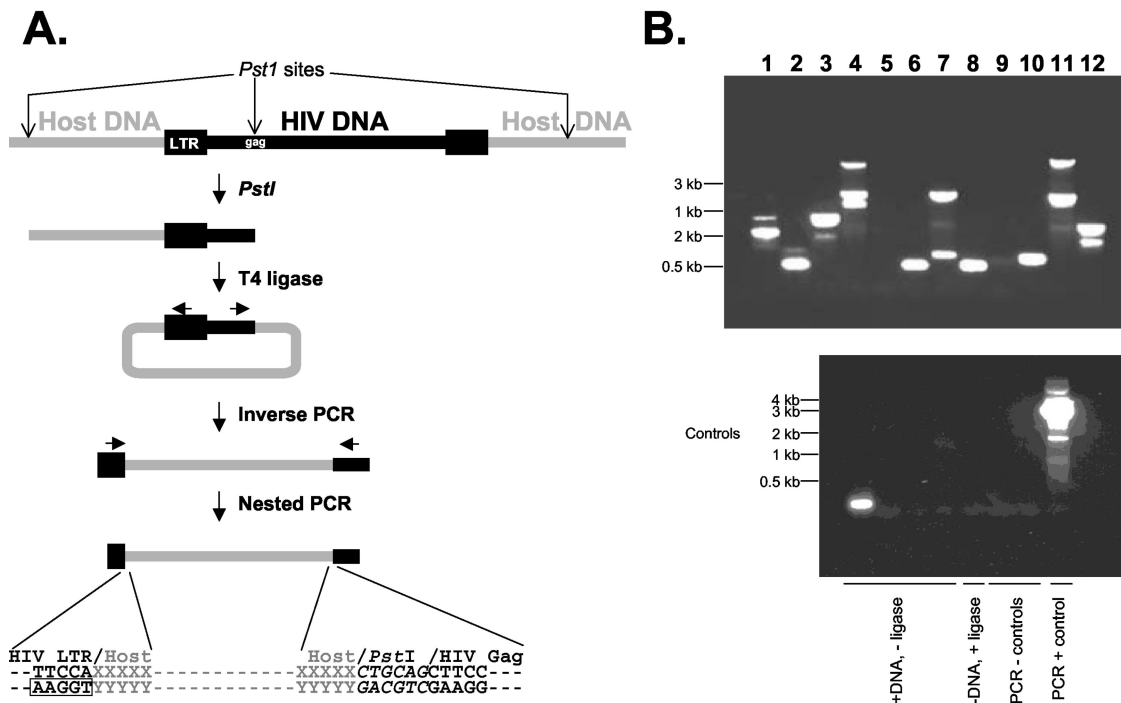 A.
Pst1 sites
Host DNA HIV DNA Host DNA
LTR gag
PstI
T4 ligase
Inverse PCR
Nested PCR
HIV LTR/Host Host/PstI /HIV Gag
--TTCCAXXXXX--------------XXXXXCTGCAGCTTCC---
--AAGGTYYYYY--------------YYYYYGACGTCGAAGG---
B.
1 2 3 4 5 6 7 8 9 10 11 12
3 kb
1 kb
2 kb
0.5 kb
Controls
4 kb
3 kb
2 kb
1 kb
0.5 kb
+DNA, - ligase
-DNA, + ligase
PCR - controls
PCR + control